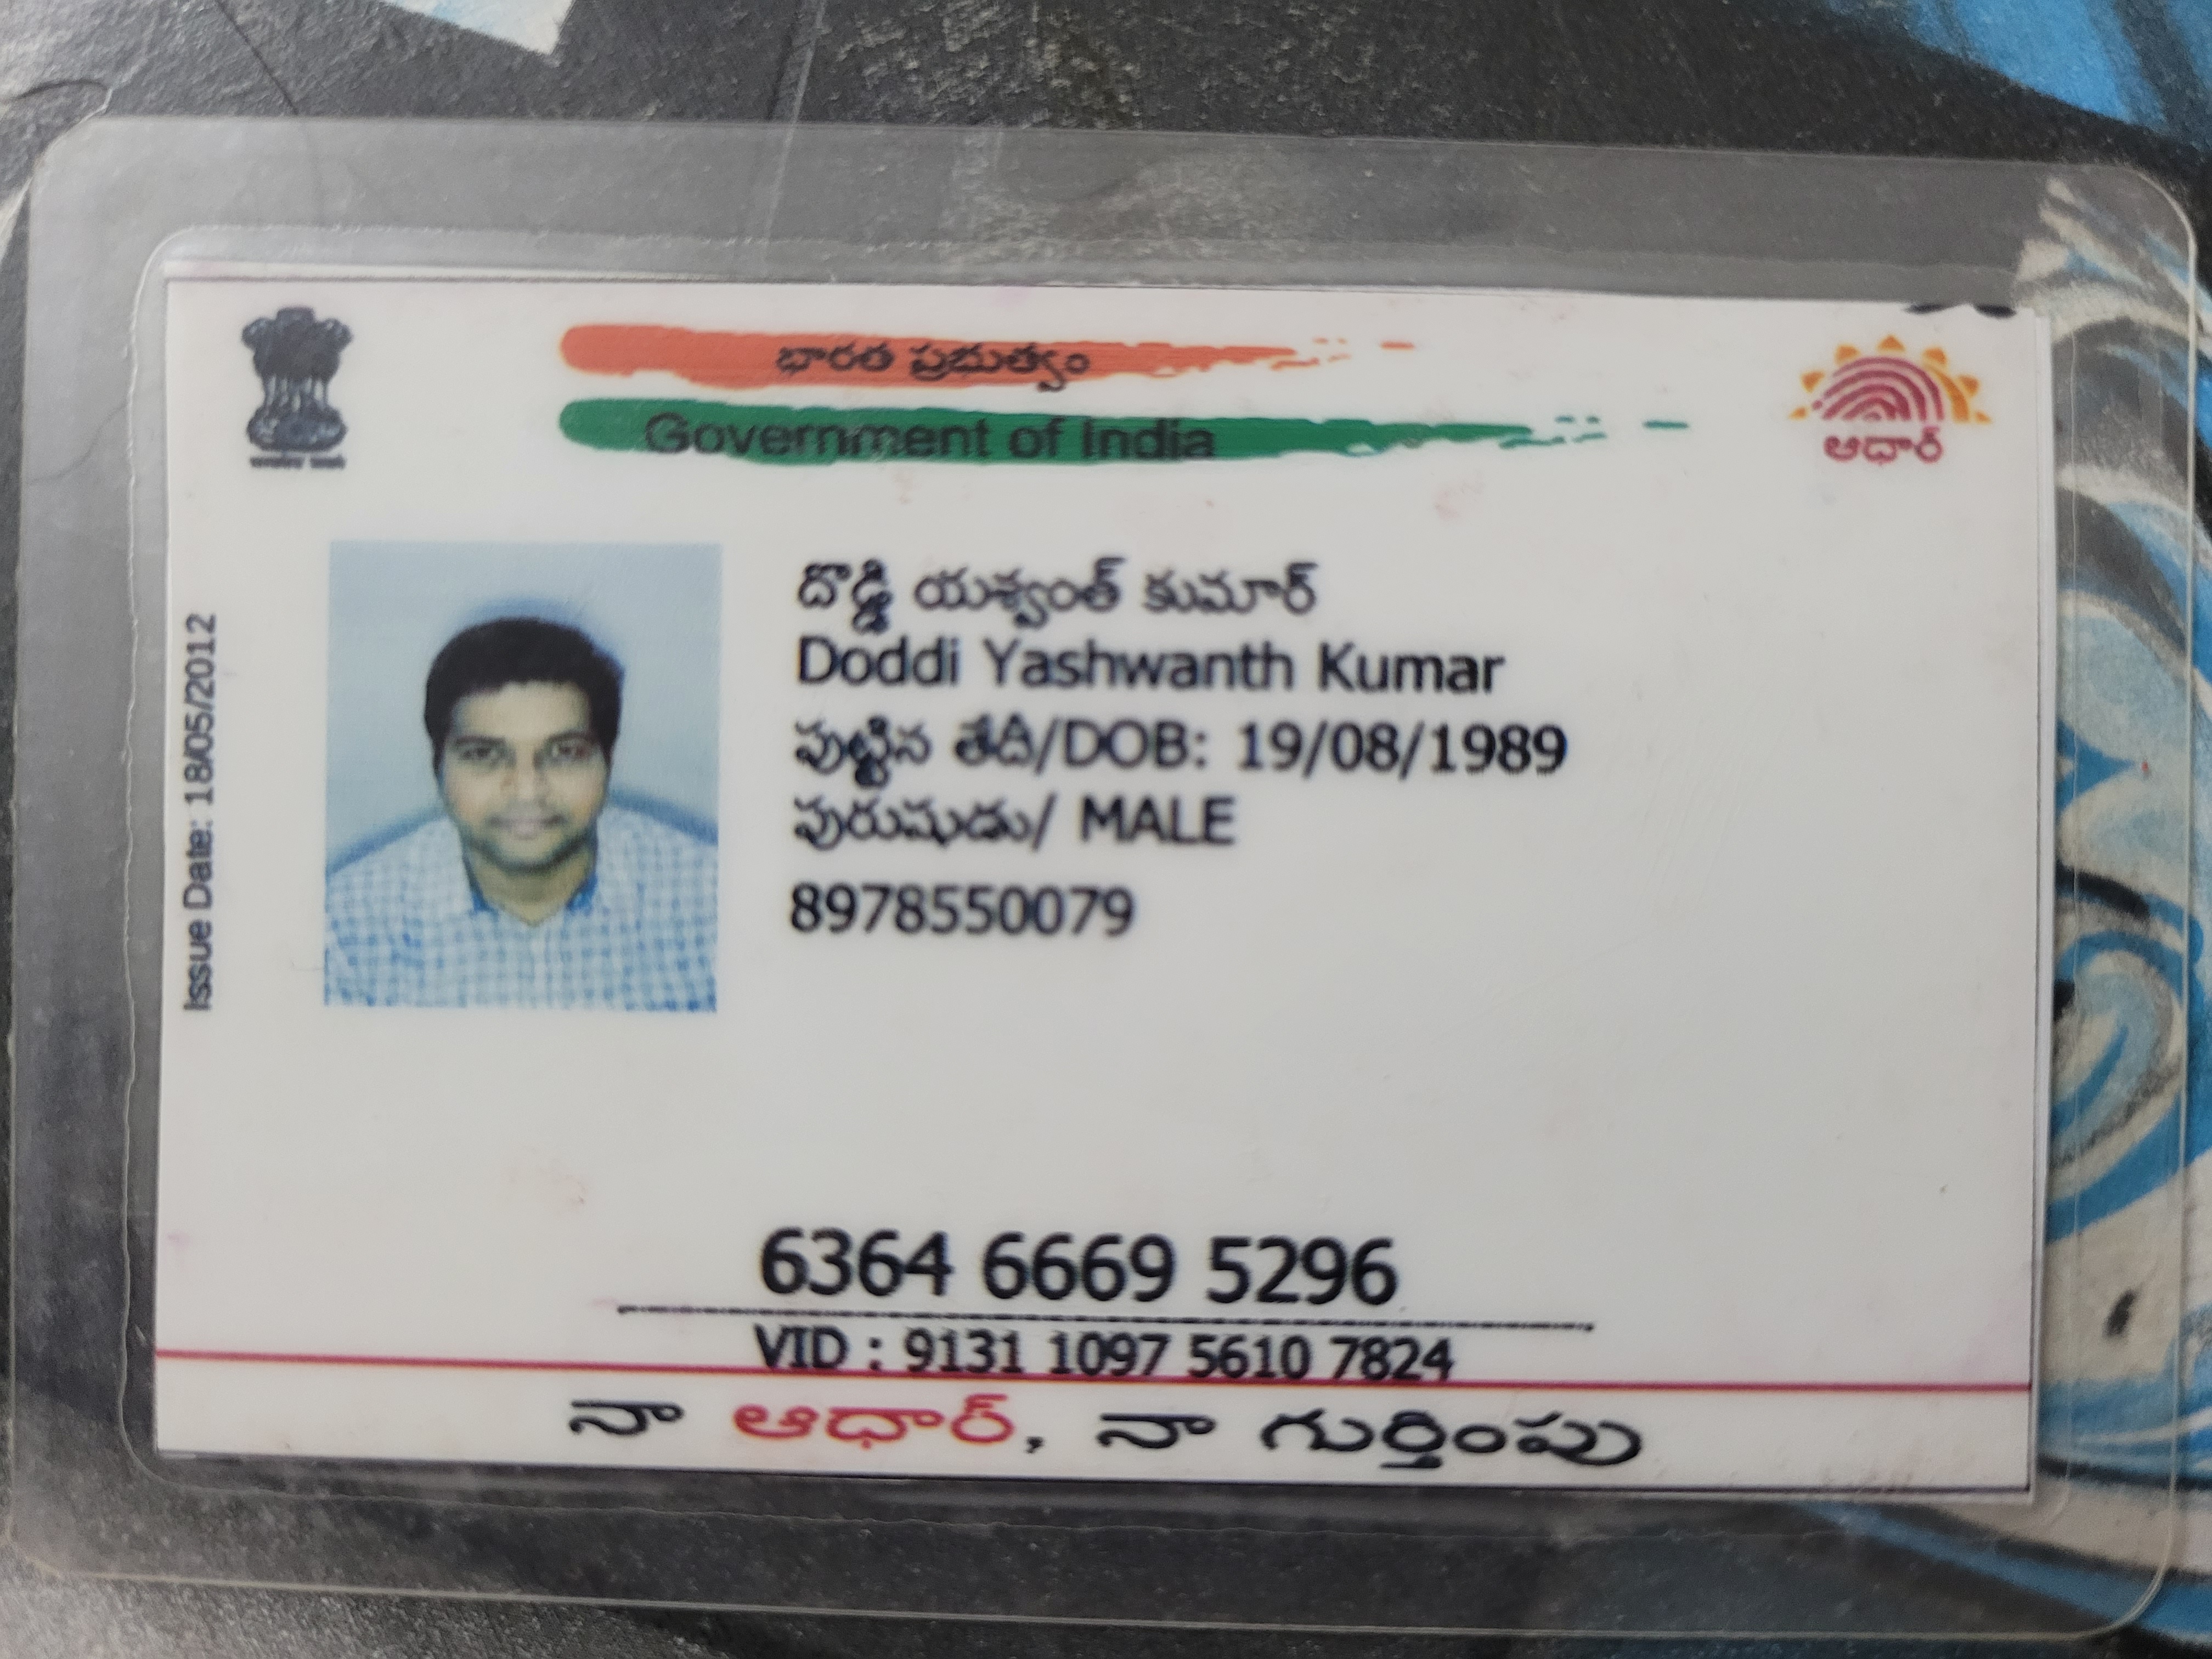 భారత ప్రభుత్వం
Government of India
ఆధార్
Issue Date: 18/05/2012
దొడ్డి యశ్వంత్ కుమార్
Doddi Yashwanth Kumar
పుట్టిన తేదీ/DOB: 19/08/1989
పురుషుడు/ MALE
8978550079
6364 6669 5296
VID : 9131 1097 5610 7824
నా ఆధార్, నా గుర్తింపు